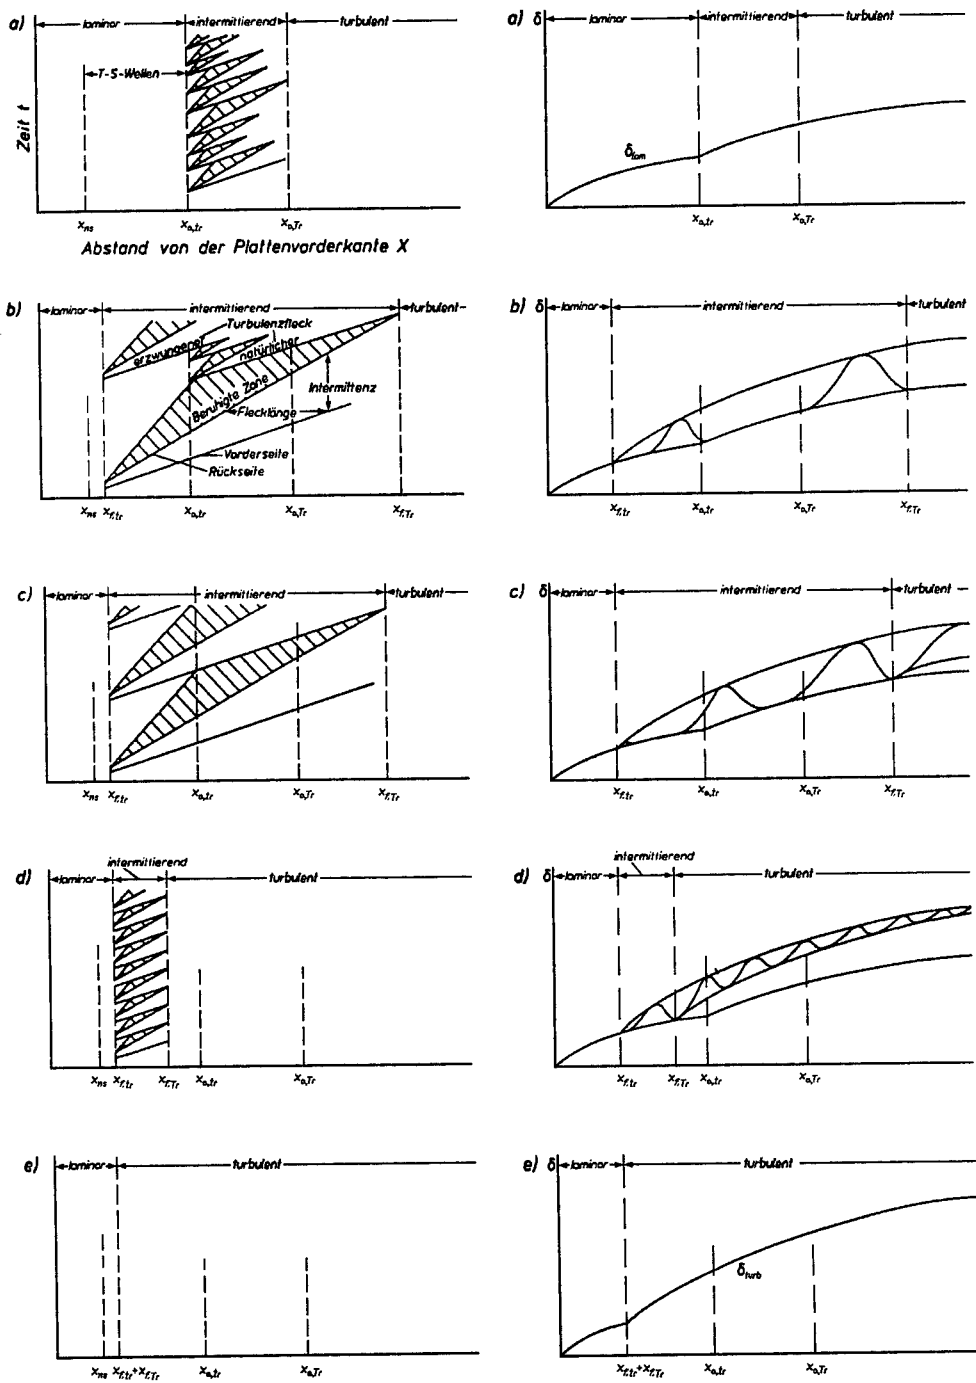 a)
laminar
intermittierend
turbulent
T-S-Wellen
Zeit t
x_ns
x_o,tr
x_o,Tr
Abstand von der Plattenvorderkante X
a)
δ
laminar
intermittierend
turbulent
δ_lam
x_o,tr
x_o,Tr
b)
laminar
intermittierend
turbulent
Turbulenzfleck
erzwungener
natürlicher
Beruhigte Zone
Intermittenz
Flecklänge
Vorderseite
Rückseite
x_ns
x_f,tr
x_o,tr
x_o,Tr
x_f,Tr
b)
δ
laminar
intermittierend
turbulent
x_f,tr
x_o,tr
x_o,Tr
x_f,Tr
c)
laminar
intermittierend
turbulent
x_ns
x_f,tr
x_o,tr
x_o,Tr
x_f,Tr
c)
δ
laminar
intermittierend
turbulent
x_f,tr
x_o,tr
x_o,Tr
x_f,Tr
d)
intermittierend
laminar
turbulent
x_ns
x_f,tr
x_f,Tr
x_o,tr
x_o,Tr
d)
δ
intermittierend
laminar
turbulent
x_f,tr
x_f,Tr
x_o,tr
x_o,Tr
e)
laminar
turbulent
x_ns
x_f,tr+x_f,Tr
x_o,tr
x_o,Tr
e)
δ
laminar
turbulent
δ_turb
x_f,tr+x_f,Tr
x_o,tr
x_o,Tr